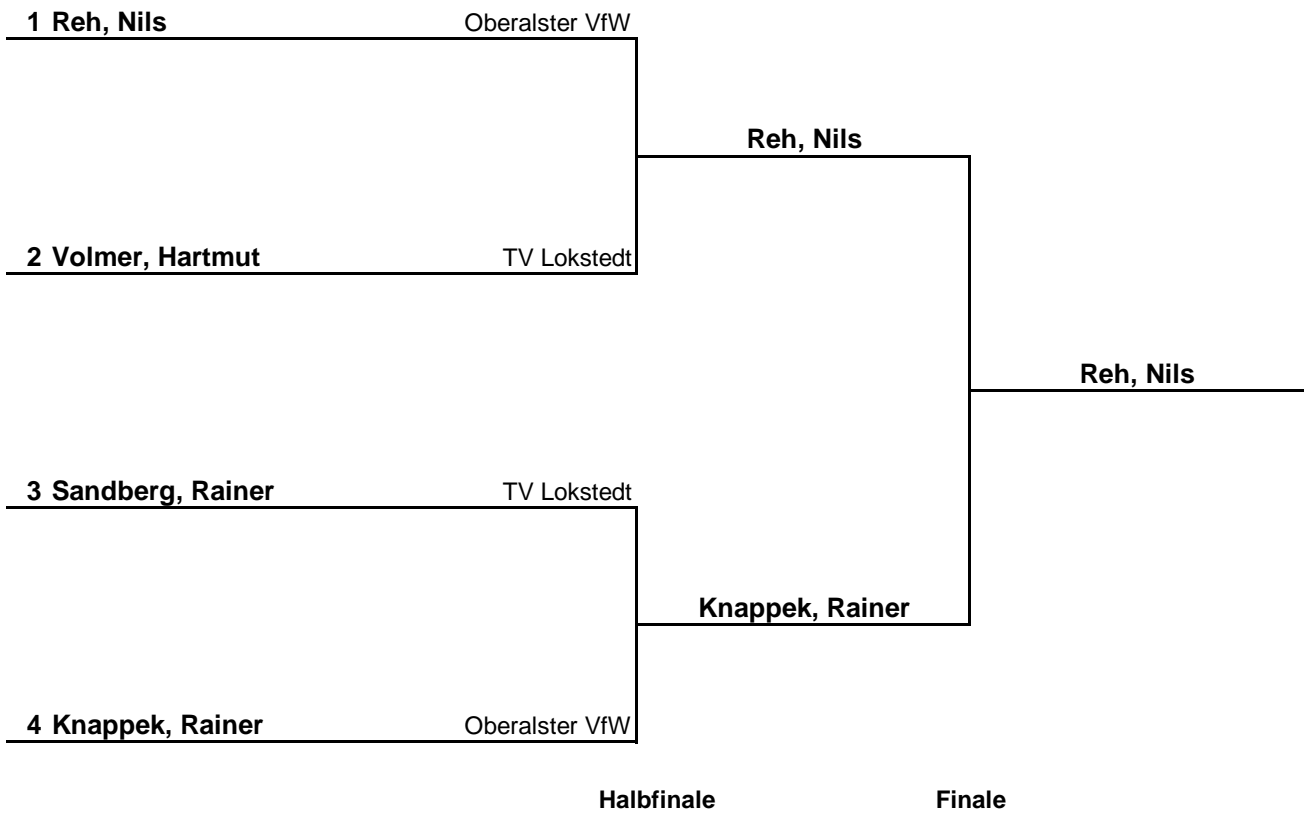 1 Reh, Nils Oberalster VfW
Reh, Nils
2 Volmer, Hartmut TV Lokstedt
Reh, Nils
3 Sandberg, Rainer TV Lokstedt
Knappek, Rainer
4 Knappek, Rainer Oberalster VfW
Halbfinale Finale